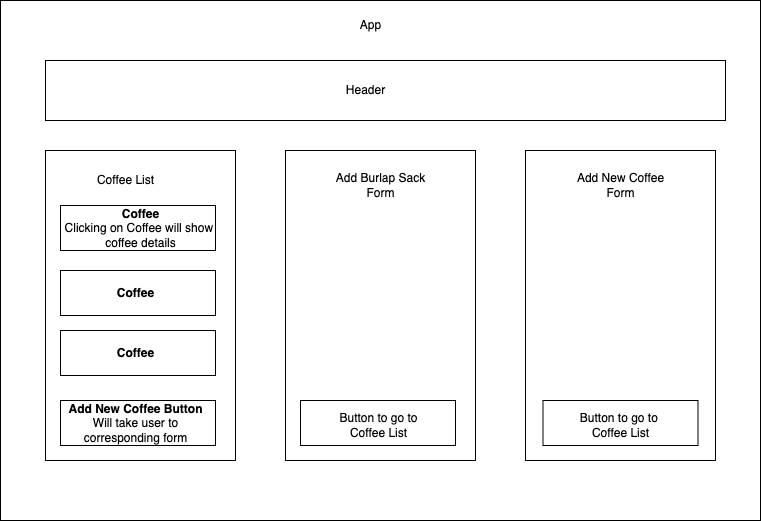 App
Header
Coffee List
Coffee
Clicking on Coffee will show
coffee details
Coffee
Coffee
Add New Coffee Button
Will take user to
corresponding form
Add Burlap Sack
Form
Button to go to
Coffee List
Add New Coffee
Form
Button to go to
Coffee List